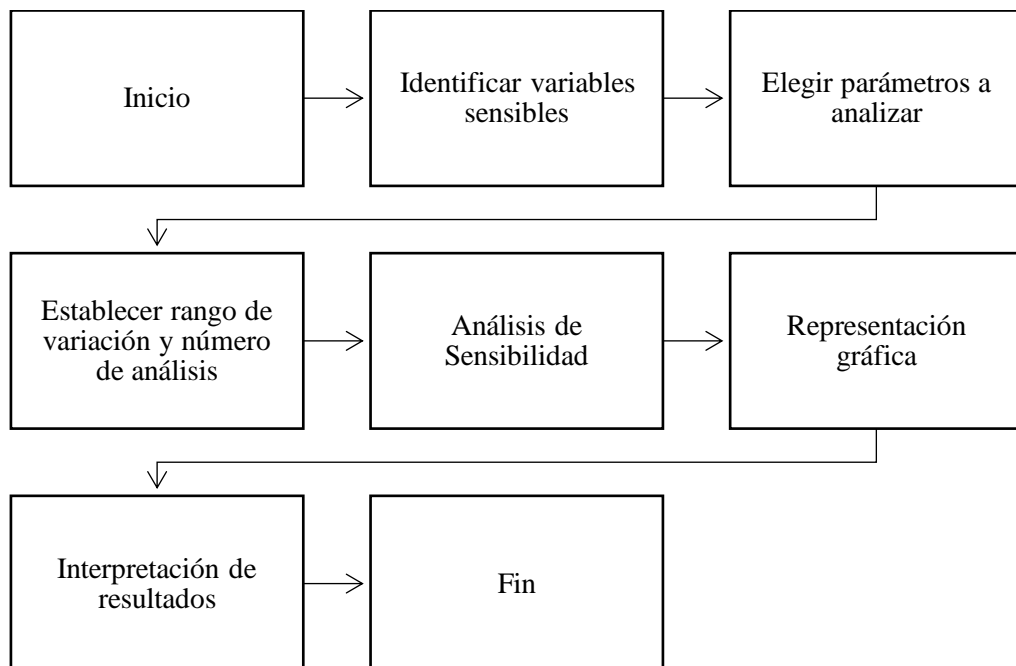 Inicio
Identificar variables
sensibles
Elegir parámetros a
analizar
Establecer rango de
variación y número
de análisis
Análisis de
Sensibilidad
Representación
gráfica
Interpretación de
resultados
Fin